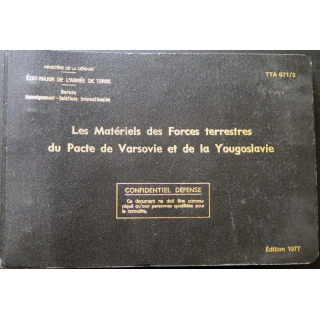 MINISTÈRE DE LA DÉFENSE
ÉTAT-MAJOR DE L'ARMÉE DE TERRE
Bureau
Renseignement - Relations Internationales
TTA 671/2
Les Matériels des Forces terrestres
du Pacte de Varsovie et de la Yougoslavie
CONFIDENTIEL DÉFENSE
Ce document ne doit être commu-
niqué qu'aux personnes qualifiées pour
le connaître.
Édition 1977